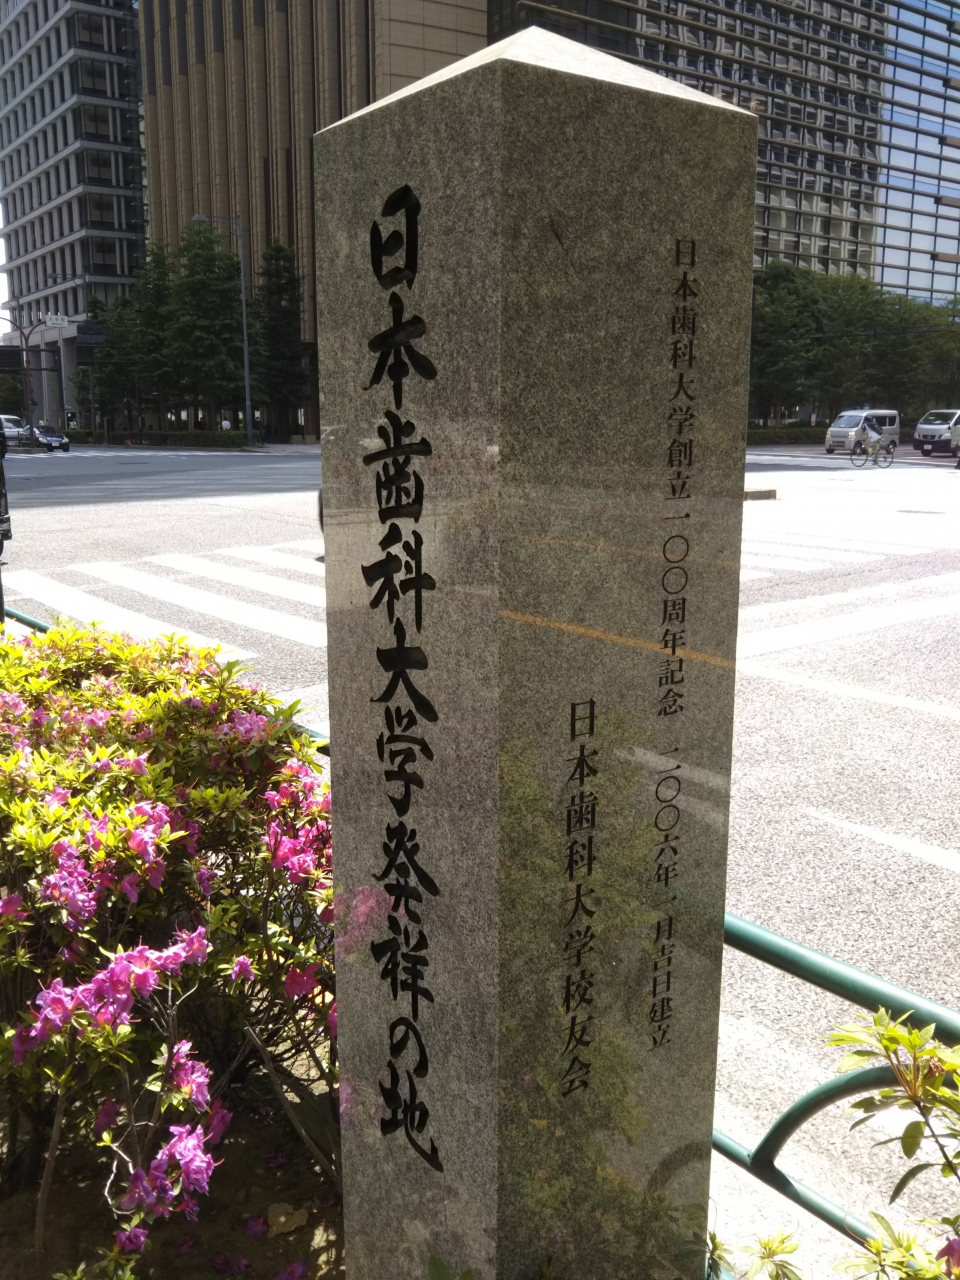 日本歯科大学発祥の地
日本歯科大学創立一〇〇周年記念 二〇〇六年一月吉日建立
日本歯科大学校友会